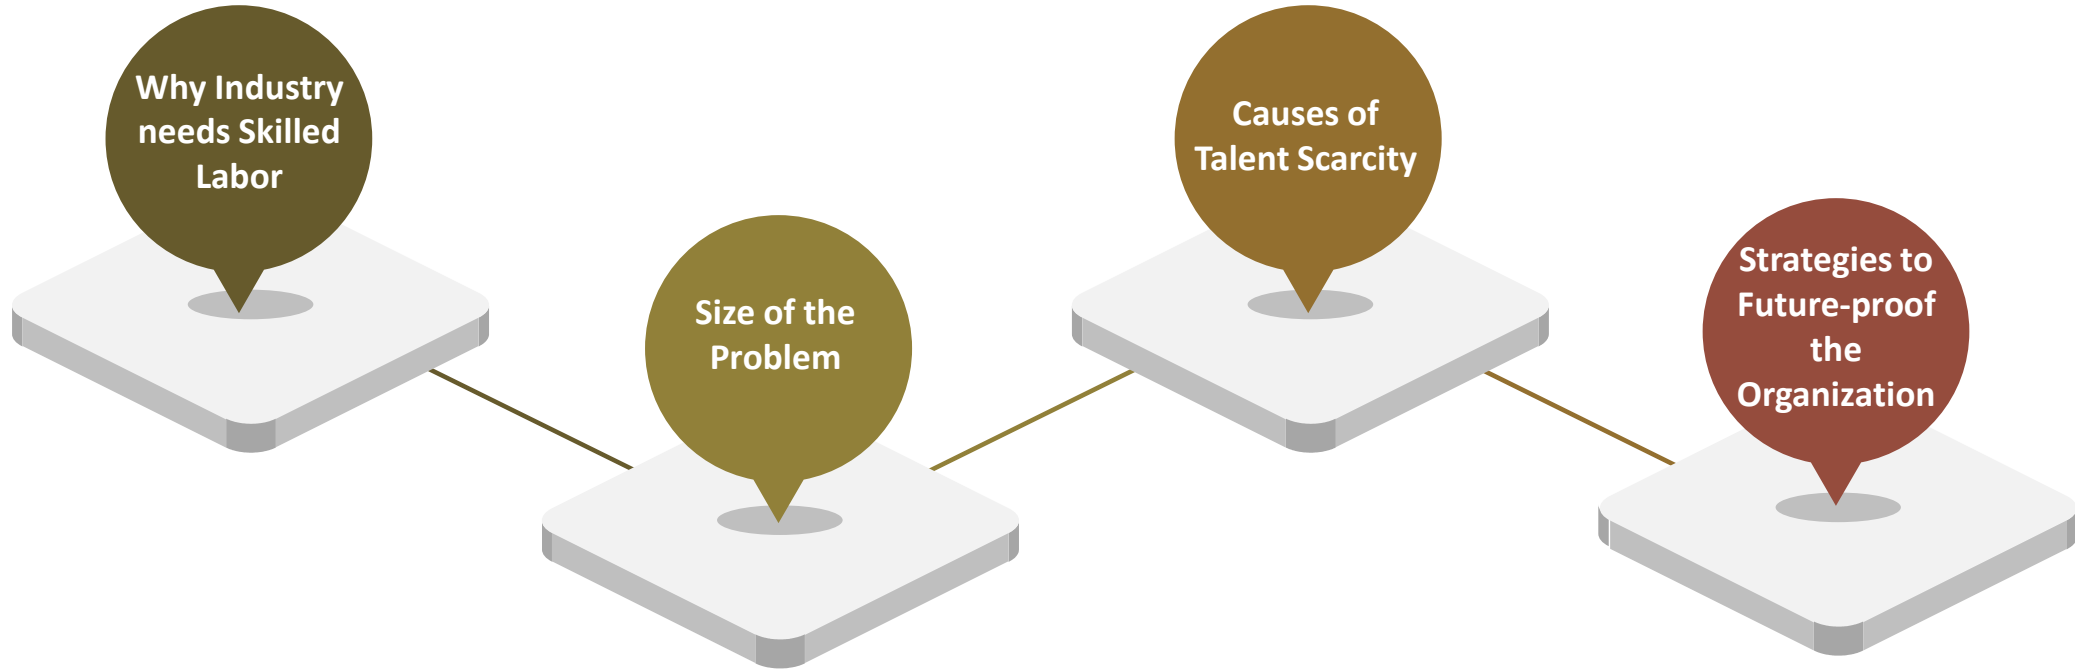 Why Industry
needs Skilled
Labor
Size of the
Problem
Causes of
Talent Scarcity
Strategies to
Future-proof
the
Organization